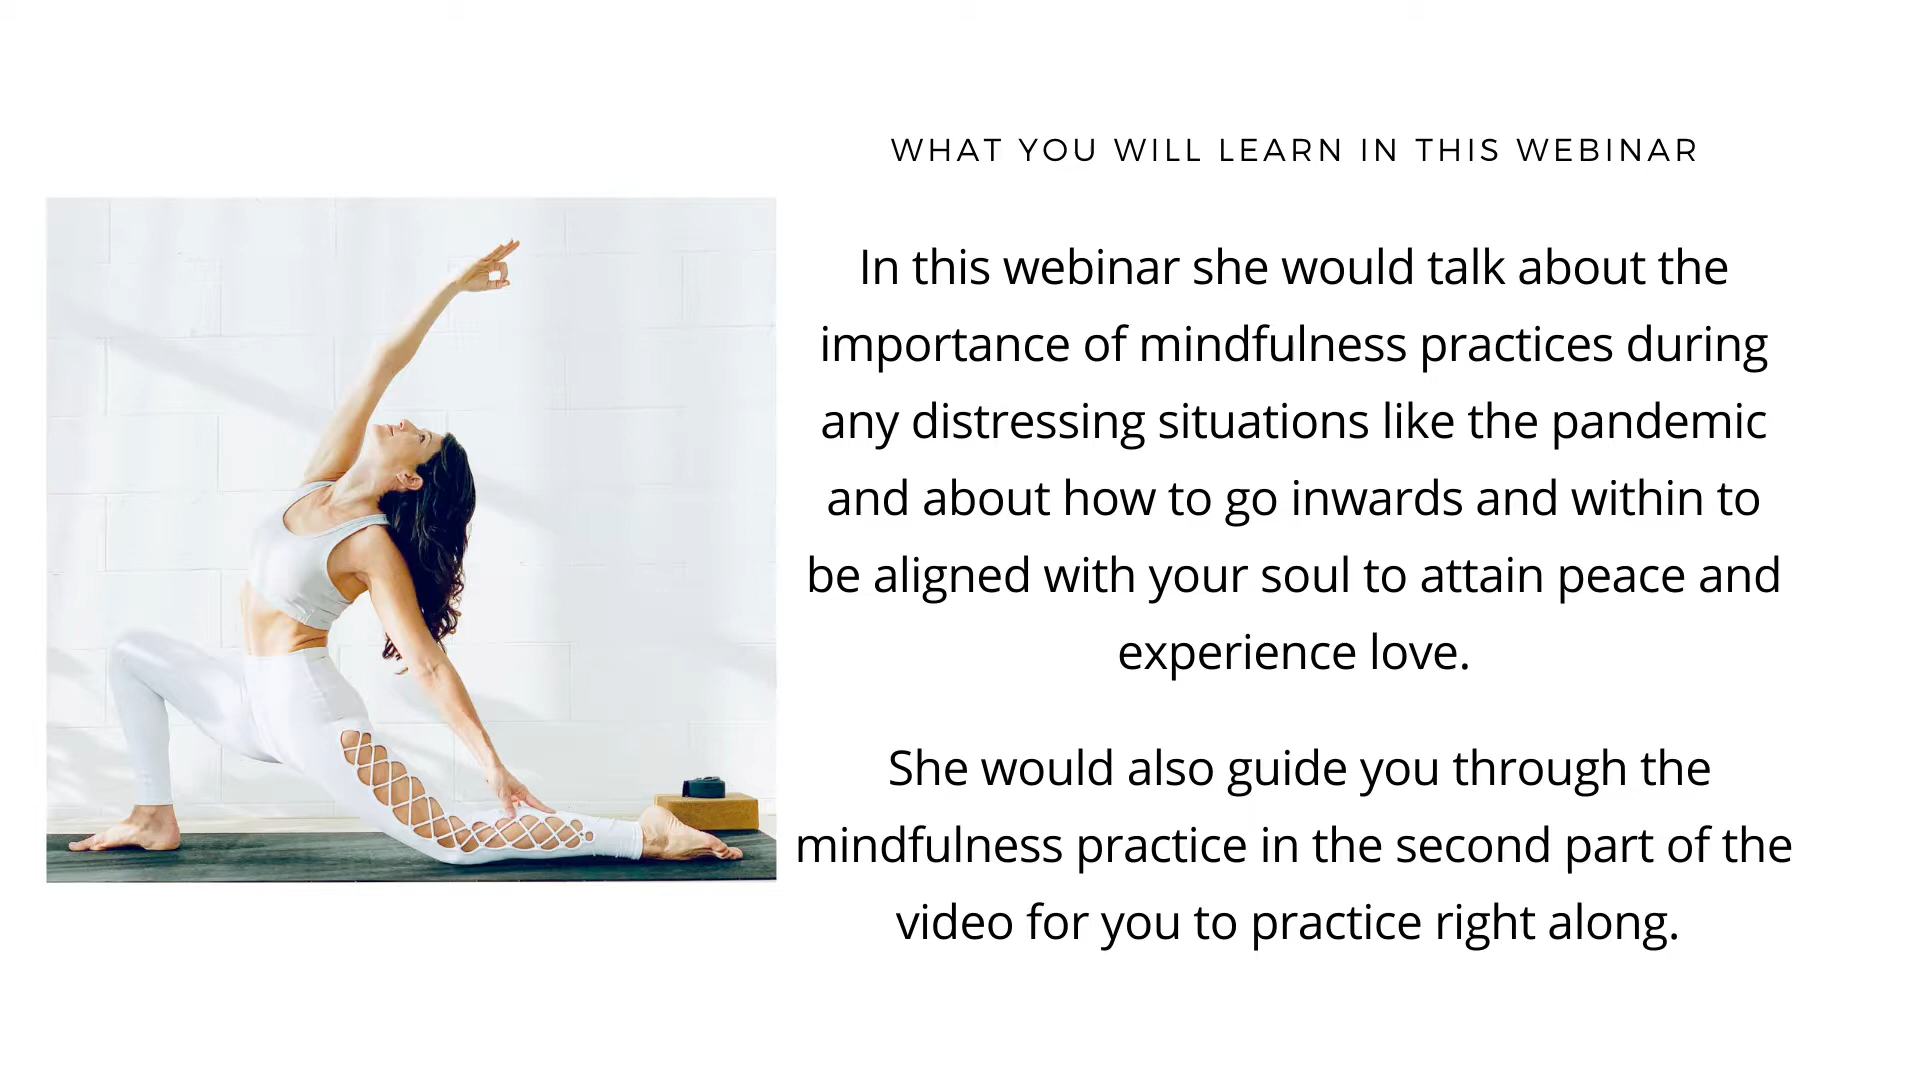 WHAT YOU WILL LEARN IN THIS WEBINAR
In this webinar she would talk about the
importance of mindfulness practices during
any distressing situations like the pandemic
and about how to go inwards and within to
be aligned with your soul to attain peace and
experience love.
She would also guide you through the
mindfulness practice in the second part of the
video for you to practice right along.